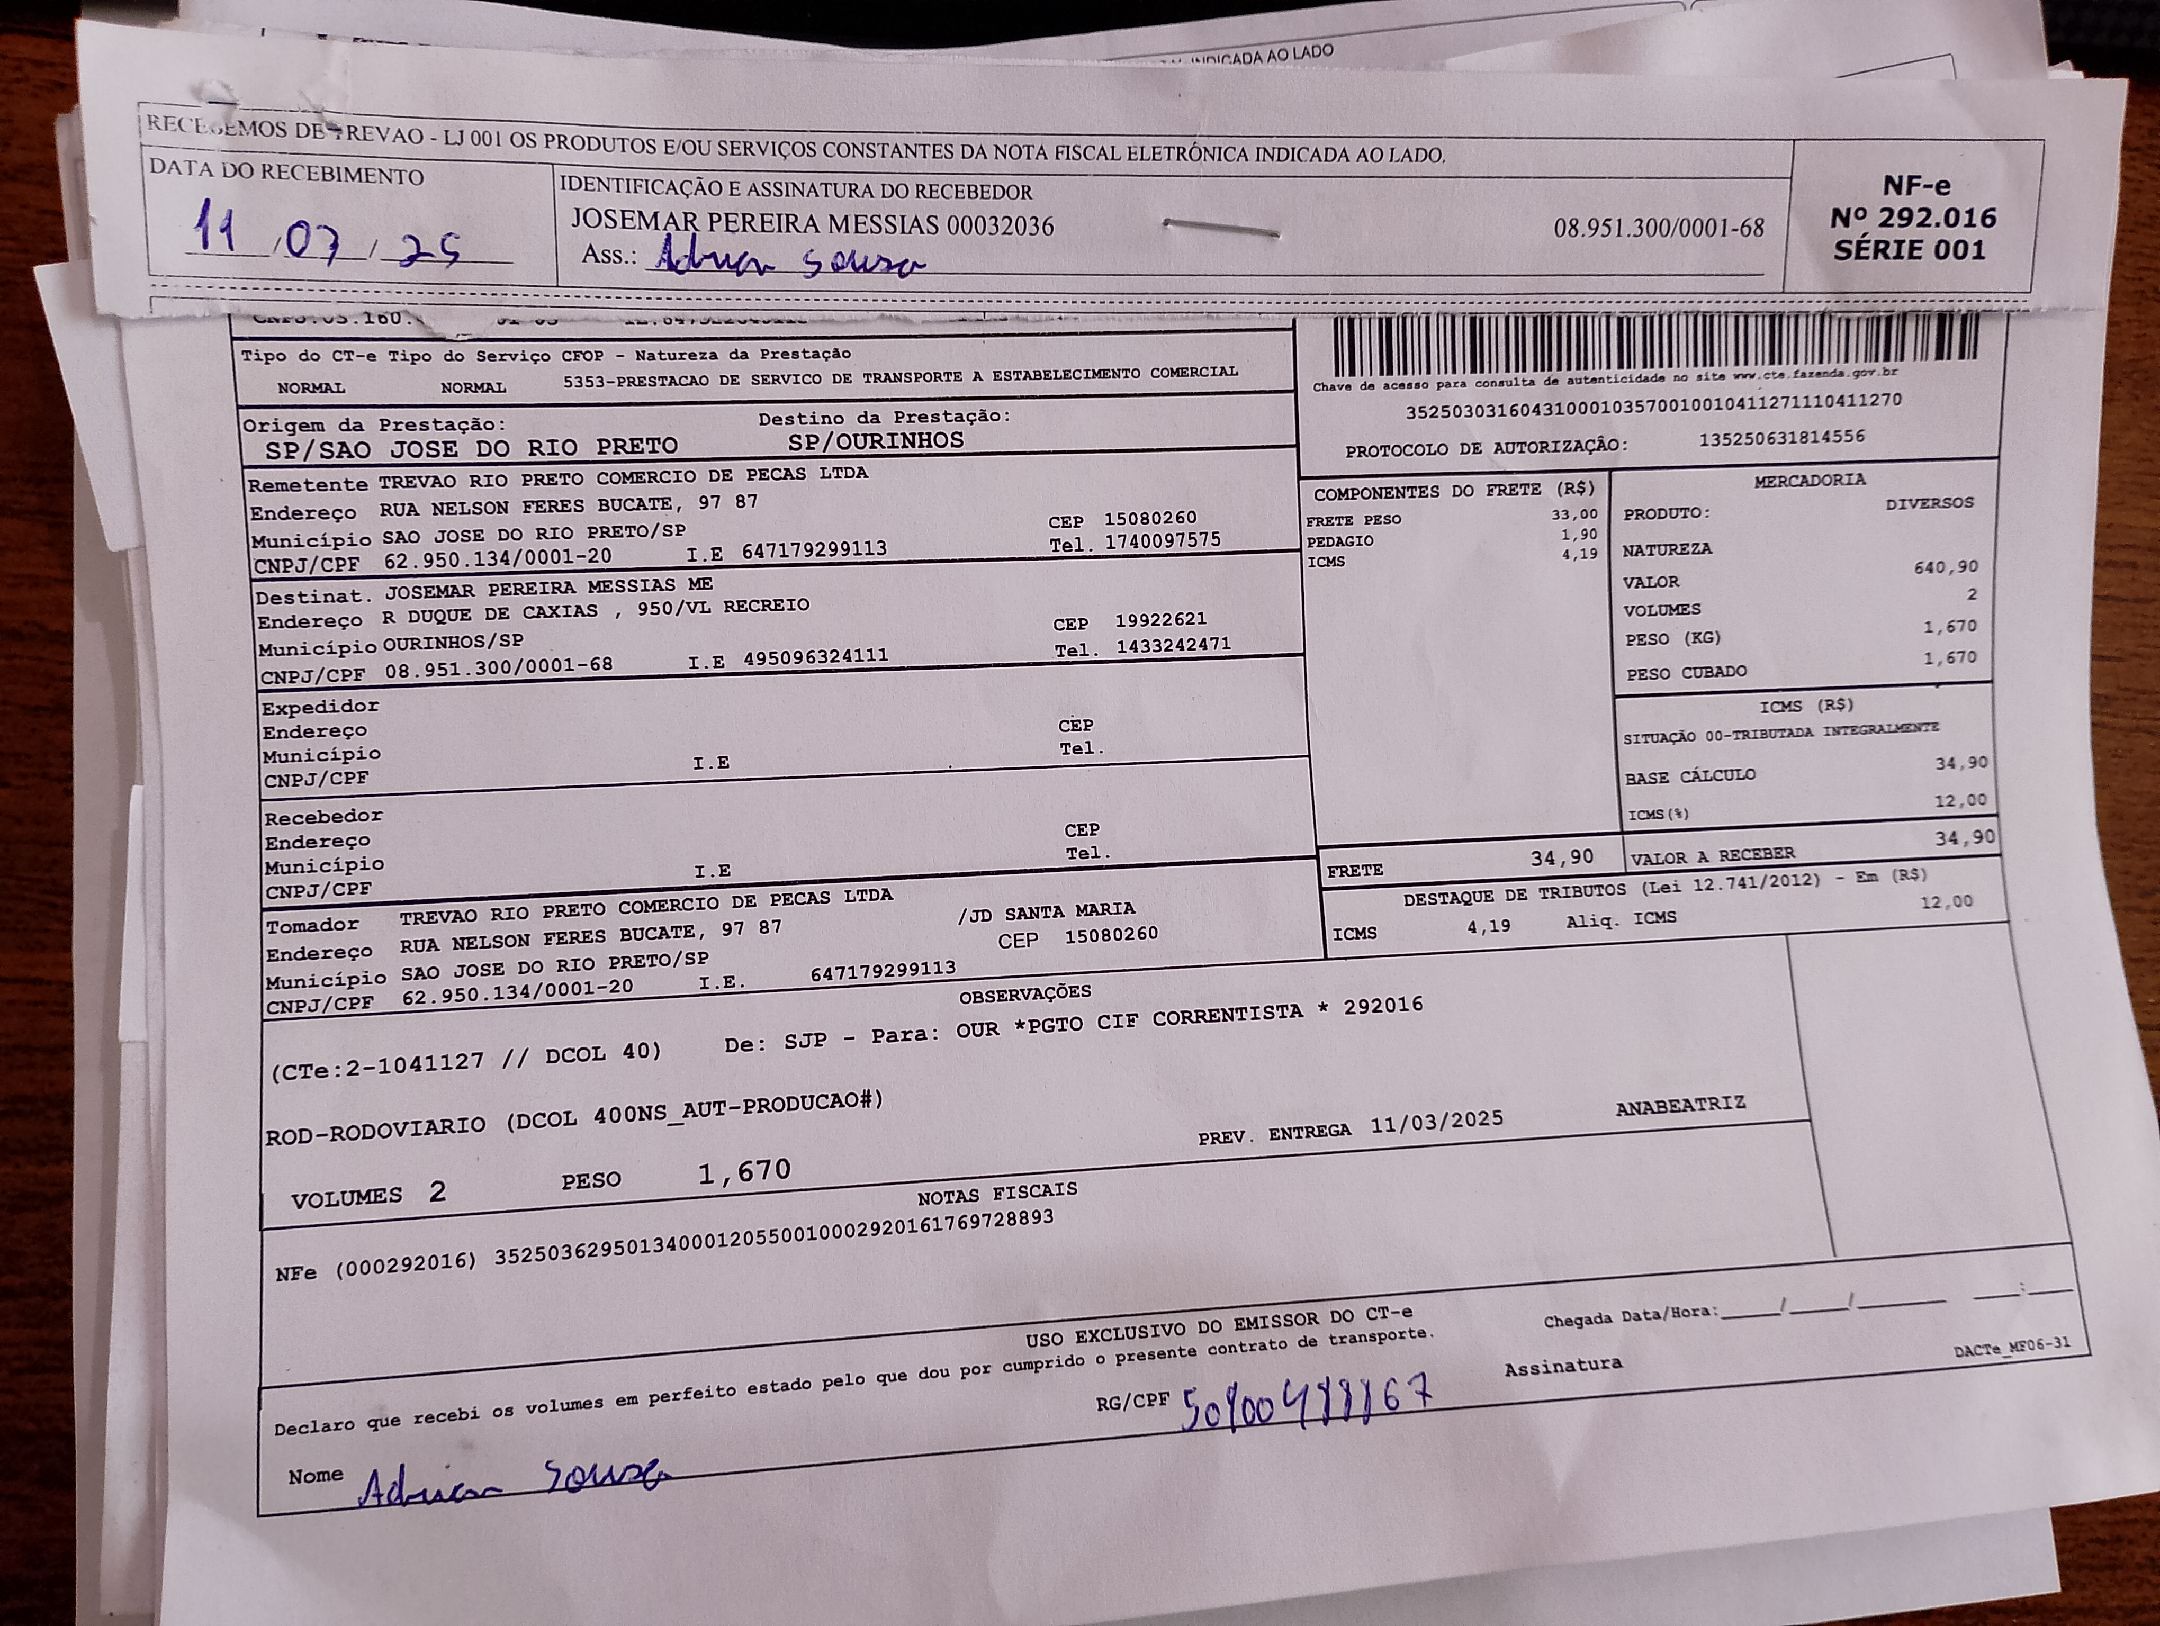 INDICADA AO LADO
RECEBEMOS DE TREVAO - LJ 001 OS PRODUTOS E/OU SERVIÇOS CONSTANTES DA NOTA FISCAL ELETRÔNICA INDICADA AO LADO.
DATA DO RECEBIMENTO
11/07/25
IDENTIFICAÇÃO E ASSINATURA DO RECEBEDOR
JOSEMAR PEREIRA MESSIAS 00032036 08.951.300/0001-68
Ass.: Adrian Sousa
NF-e
Nº 292.016
SÉRIE 001
Tipo do CT-e Tipo do Serviço CFOP - Natureza da Prestação
NORMAL NORMAL 5353-PRESTACAO DE SERVICO DE TRANSPORTE A ESTABELECIMENTO COMERCIAL
Origem da Prestação: Destino da Prestação:
SP/SAO JOSE DO RIO PRETO SP/OURINHOS
Chave de acesso para consulta de autenticidade no site www.cte.fazenda.gov.br
35250303160431000103570010010411271110411270
PROTOCOLO DE AUTORIZAÇÃO: 135250631814556
Remetente TREVAO RIO PRETO COMERCIO DE PECAS LTDA
Endereço RUA NELSON FERES BUCATE, 97 87
Município SAO JOSE DO RIO PRETO/SP CEP 15080260
CNPJ/CPF 62.950.134/0001-20 I.E 647179299113 Tel. 1740097575
Destinat. JOSEMAR PEREIRA MESSIAS ME
Endereço R DUQUE DE CAXIAS , 950/VL RECREIO
Município OURINHOS/SP CEP 19922621
CNPJ/CPF 08.951.300/0001-68 I.E 495096324111 Tel. 1433242471
Expedidor
Endereço
Município CEP
CNPJ/CPF I.E Tel.
Recebedor
Endereço
Município CEP
CNPJ/CPF I.E Tel.
Tomador TREVAO RIO PRETO COMERCIO DE PECAS LTDA
Endereço RUA NELSON FERES BUCATE, 97 87 /JD SANTA MARIA
Município SAO JOSE DO RIO PRETO/SP CEP 15080260
CNPJ/CPF 62.950.134/0001-20 I.E. 647179299113
COMPONENTES DO FRETE (R$)
FRETE PESO 33,00
PEDAGIO 1,90
ICMS 4,19
MERCADORIA
PRODUTO: DIVERSOS
NATUREZA
VALOR 640,90
VOLUMES 2
PESO (KG) 1,670
PESO CUBADO 1,670
ICMS (R$)
SITUAÇÃO 00-TRIBUTADA INTEGRALMENTE
BASE CÁLCULO 34,90
ICMS(%) 12,00
FRETE 34,90 VALOR A RECEBER 34,90
DESTAQUE DE TRIBUTOS (Lei 12.741/2012) - Em (R$)
ICMS 4,19 Aliq. ICMS 12,00
OBSERVAÇÕES
(CTe:2-1041127 // DCOL 40) De: SJP - Para: OUR *PGTO CIF CORRENTISTA * 292016
ROD-RODOVIARIO (DCOL 400NS_AUT-PRODUCAO#)
VOLUMES 2 PESO 1,670 PREV. ENTREGA 11/03/2025 ANABEATRIZ
NOTAS FISCAIS
NFe (000292016) 35250362950134000120550010002920161769728893
USO EXCLUSIVO DO EMISSOR DO CT-e
Declaro que recebi os volumes em perfeito estado pelo que dou por cumprido o presente contrato de transporte.
Chegada Data/Hora:____/____/______ ___:___
Nome Adrian Sousa RG/CPF Assinatura
DACTe_MF06-31